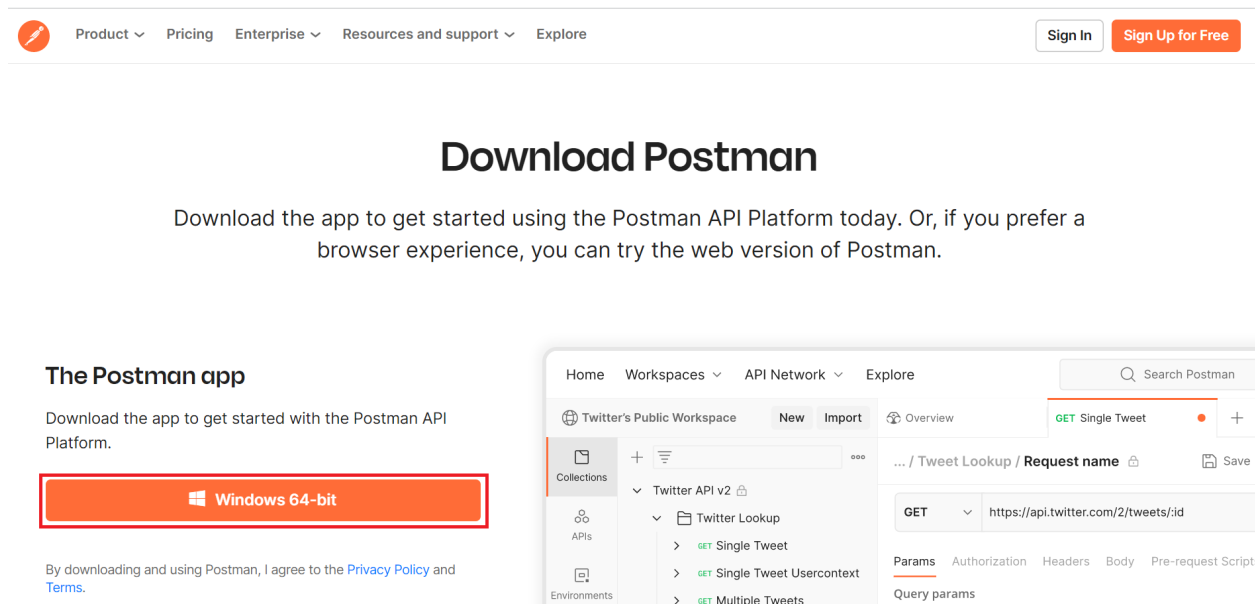 Product Pricing Enterprise Resources and support Explore Sign In Sign Up for Free
Download Postman
Download the app to get started using the Postman API Platform today. Or, if you prefer a
browser experience, you can try the web version of Postman.
The Postman app
Download the app to get started with the Postman API
Platform.
Windows 64-bit
By downloading and using Postman, I agree to the Privacy Policy and
Terms.
Home Workspaces API Network Explore Search Postman
Twitter's Public Workspace New Import Overview GET Single Tweet
Collections
... / Tweet Lookup / Request name Save
Twitter API v2
GET https://api.twitter.com/2/tweets/:id
Twitter Lookup
APIs
GET Single Tweet
Params Authorization Headers Body Pre-request Script
GET Single Tweet Usercontext
Environments
Query params
GET Multiple Tweets